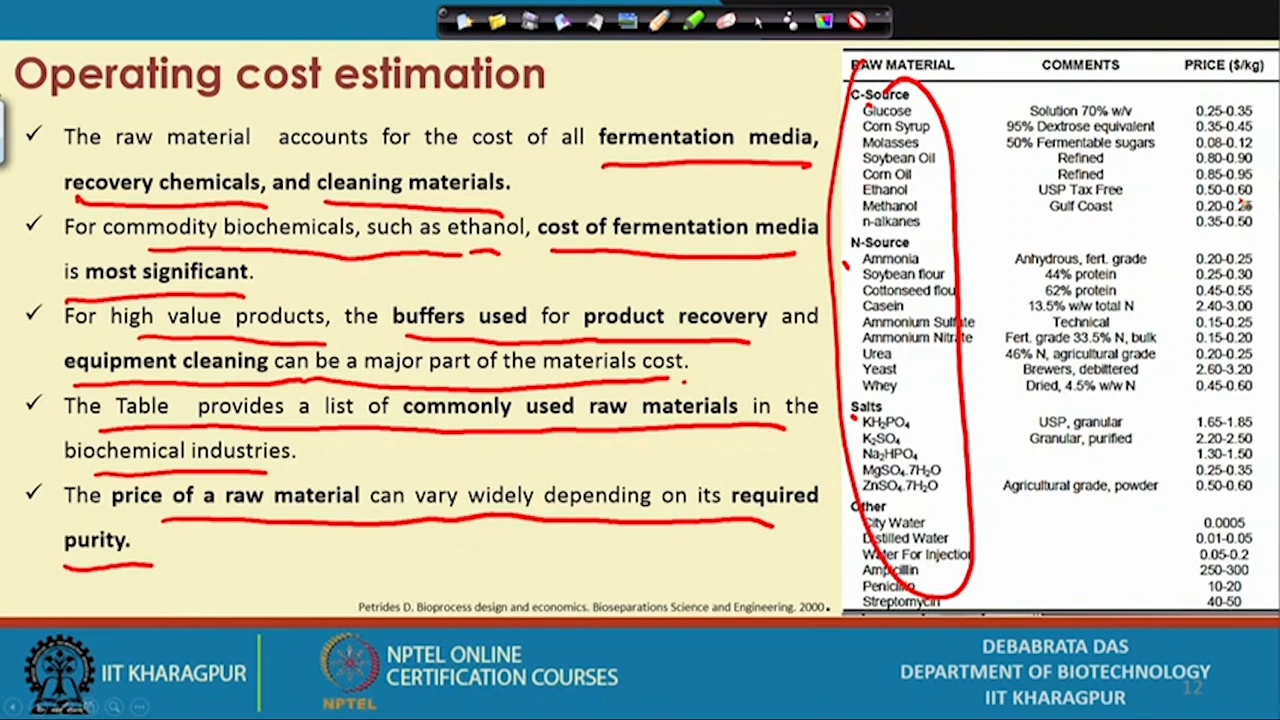 Operating cost estimation
✓ The raw material accounts for the cost of all fermentation media,
recovery chemicals, and cleaning materials.
✓ For commodity biochemicals, such as ethanol, cost of fermentation media
is most significant.
✓ For high value products, the buffers used for product recovery and
equipment cleaning can be a major part of the materials cost.
✓ The Table provides a list of commonly used raw materials in the
biochemical industries.
✓ The price of a raw material can vary widely depending on its required
purity.
Petrides D. Bioprocess design and economics. Bioseparations Science and Engineering. 2000.
RAW MATERIAL COMMENTS PRICE ($/kg)
C-Source
Glucose Solution 70% w/v 0.25-0.35
Corn Syrup 95% Dextrose equivalent 0.35-0.45
Molasses 50% Fermentable sugars 0.08-0.12
Soybean Oil Refined 0.80-0.90
Corn Oil Refined 0.85-0.95
Ethanol USP Tax Free 0.50-0.60
Methanol Gulf Coast 0.20-0.25
n-alkanes 0.35-0.50
N-Source
Ammonia Anhydrous, fert. grade 0.20-0.25
Soybean flour 44% protein 0.25-0.30
Cottonseed flour 62% protein 0.45-0.55
Casein 13.5% w/w total N 2.40-3.00
Ammonium Sulfate Technical 0.15-0.25
Ammonium Nitrate Fert. grade 33.5% N, bulk 0.15-0.20
Urea 46% N, agricultural grade 0.20-0.25
Yeast Brewers, debittered 2.60-3.20
Whey Dried, 4.5% w/w N 0.45-0.60
Salts
KH₂PO₄ USP, granular 1.65-1.85
K₂SO₄ Granular, purified 2.20-2.50
Na₂HPO₄ 1.30-1.50
MgSO₄.7H₂O 0.25-0.35
ZnSO₄.7H₂O Agricultural grade, powder 0.50-0.60
Other
City Water 0.0005
Distilled Water 0.01-0.05
Water For Injection 0.05-0.2
Ampicillin 250-300
Penicillin 10-20
Streptomycin 40-50
IIT KHARAGPUR
NPTEL
NPTEL ONLINE
CERTIFICATION COURSES
DEBABRATA DAS
DEPARTMENT OF BIOTECHNOLOGY
IIT KHARAGPUR
12